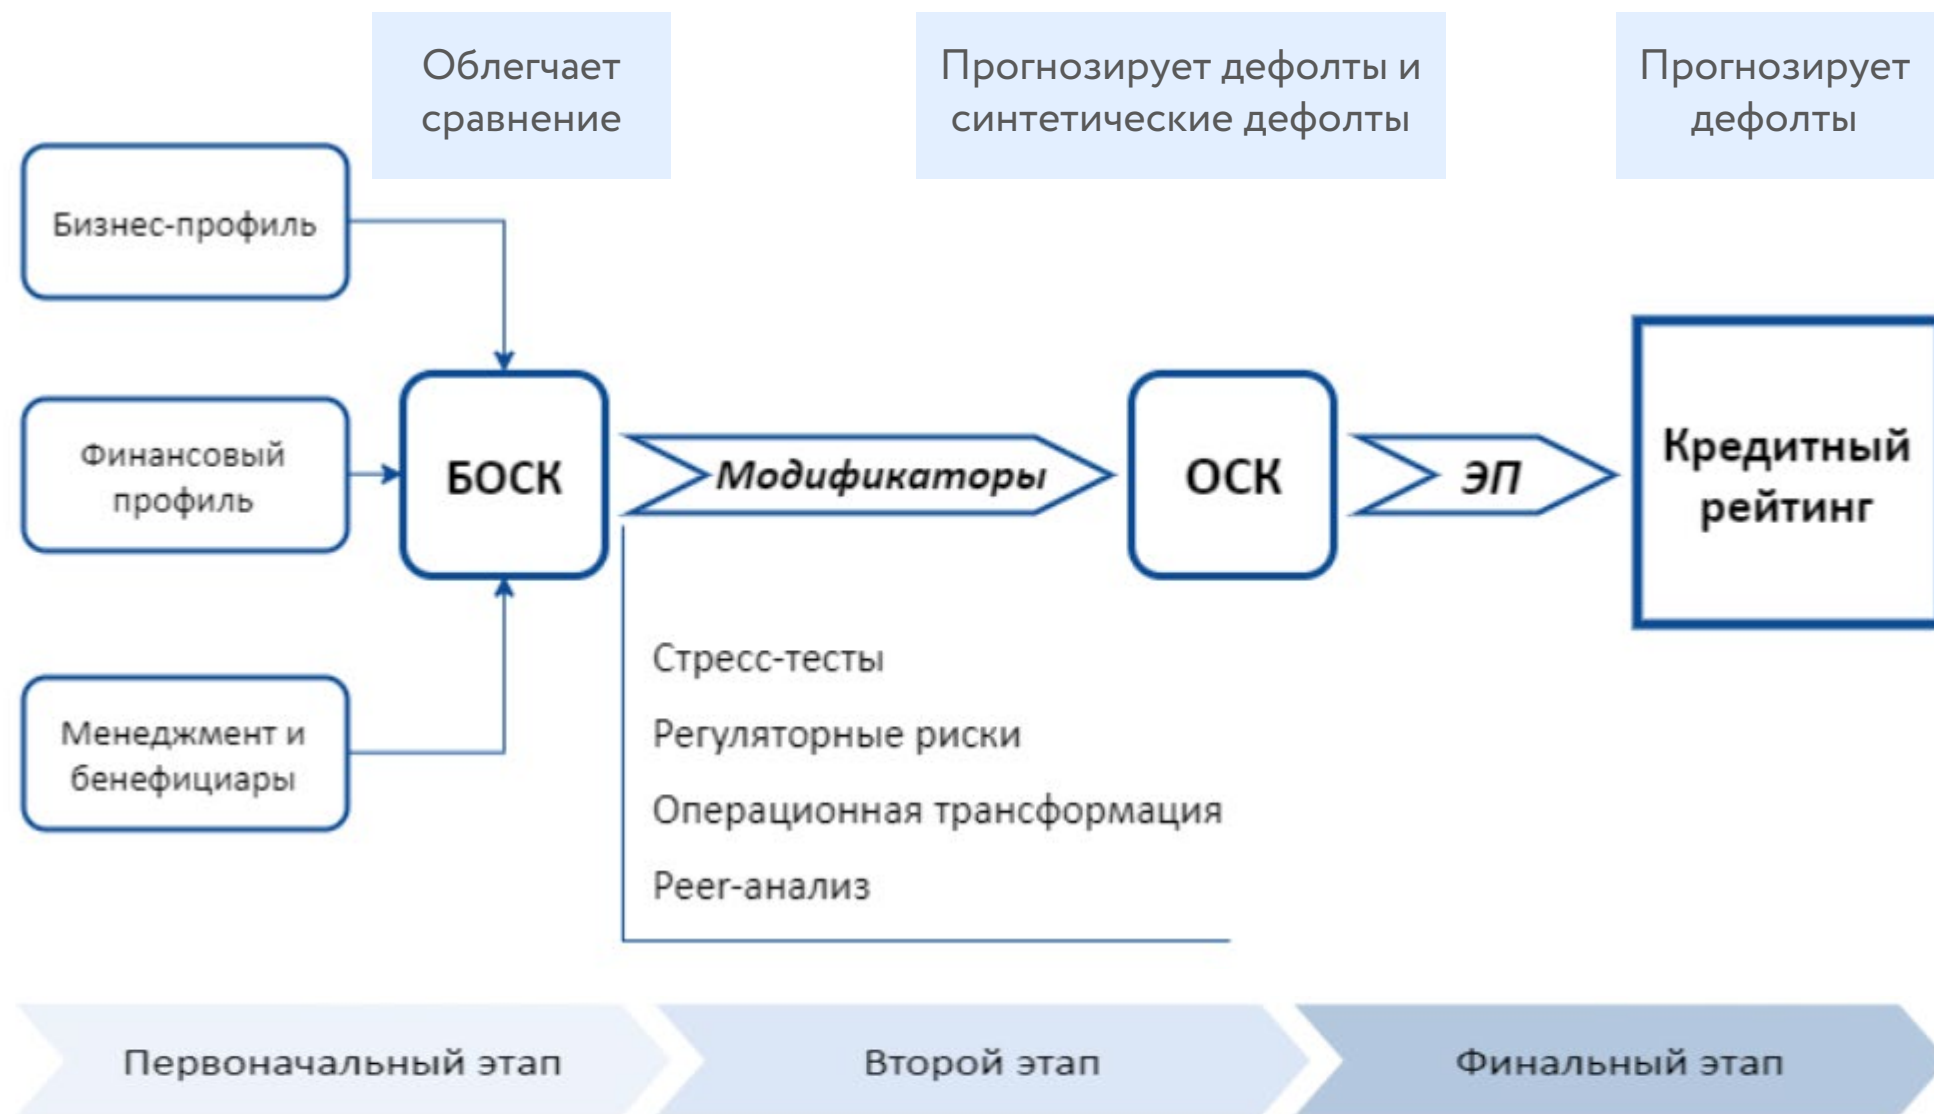 Облегчает
сравнение
Прогнозирует дефолты и
синтетические дефолты
Прогнозирует
дефолты
Бизнес-профиль
Финансовый
профиль
Менеджмент и
бенефициары
БОСК
Модификаторы
ОСК
ЭП
Кредитный
рейтинг
Стресс-тесты
Регуляторные риски
Операционная трансформация
Peer-анализ
Первоначальный этап
Второй этап
Финальный этап